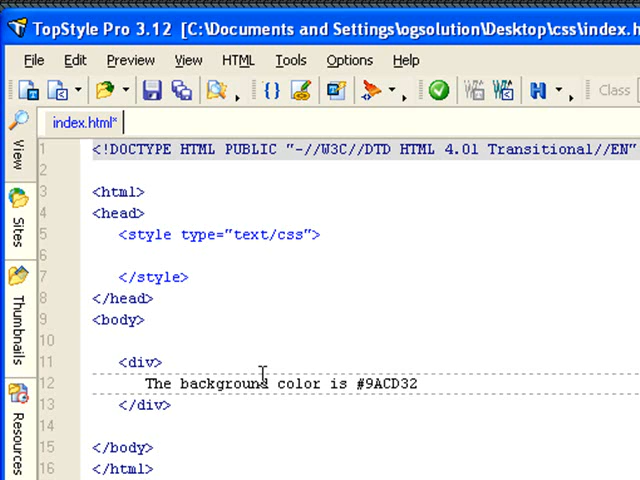 TopStyle Pro 3.12 [C:\Documents and Settings\ogsolution\Desktop\css\index.h
File Edit Preview View HTML Tools Options Help
Class
index.html*
View
Sites
Thumbnails
Resources
1 <!DOCTYPE HTML PUBLIC "-//W3C//DTD HTML 4.01 Transitional//EN"
2
3 <html>
4 <head>
5 <style type="text/css">
6
7 </style>
8 </head>
9 <body>
10
11 <div>
12 The background color is #9ACD32
13 </div>
14
15 </body>
16 </html>